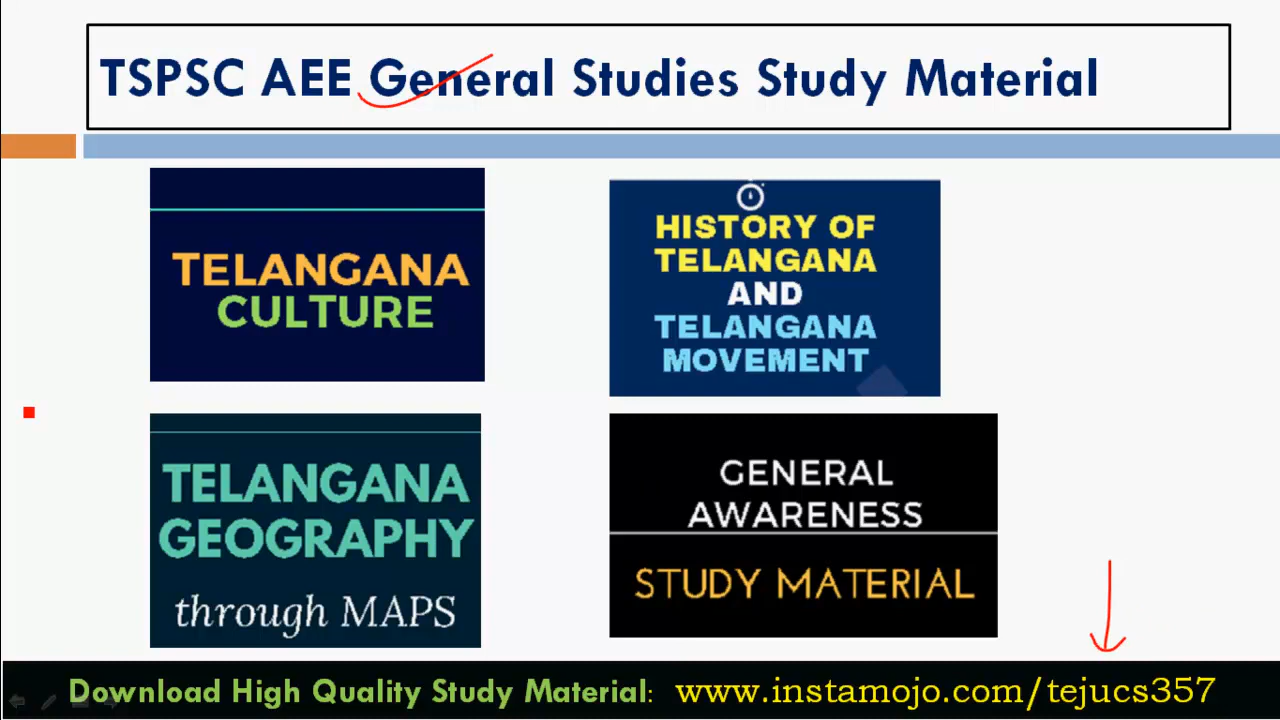 TSPSC AEE General Studies Study Material
TELANGANA
CULTURE
HISTORY OF
TELANGANA
AND
TELANGANA
MOVEMENT
TELANGANA
GEOGRAPHY
through MAPS
GENERAL
AWARENESS
STUDY MATERIAL
Download High Quality Study Material: www.instamojo.com/tejucs357